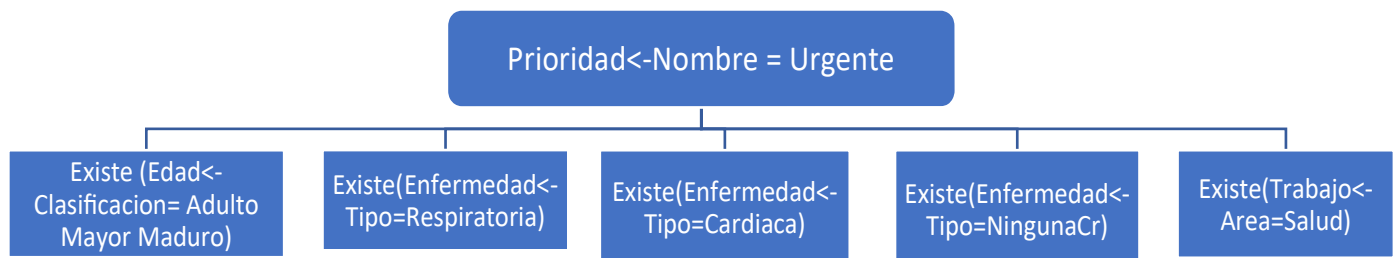 Prioridad<-Nombre = Urgente
Existe (Edad<-
Clasificacion= Adulto
Mayor Maduro)
Existe(Enfermedad<-
Tipo=Respiratoria)
Existe(Enfermedad<-
Tipo=Cardiaca)
Existe(Enfermedad<-
Tipo=NingunaCr)
Existe(Trabajo<-
Area=Salud)